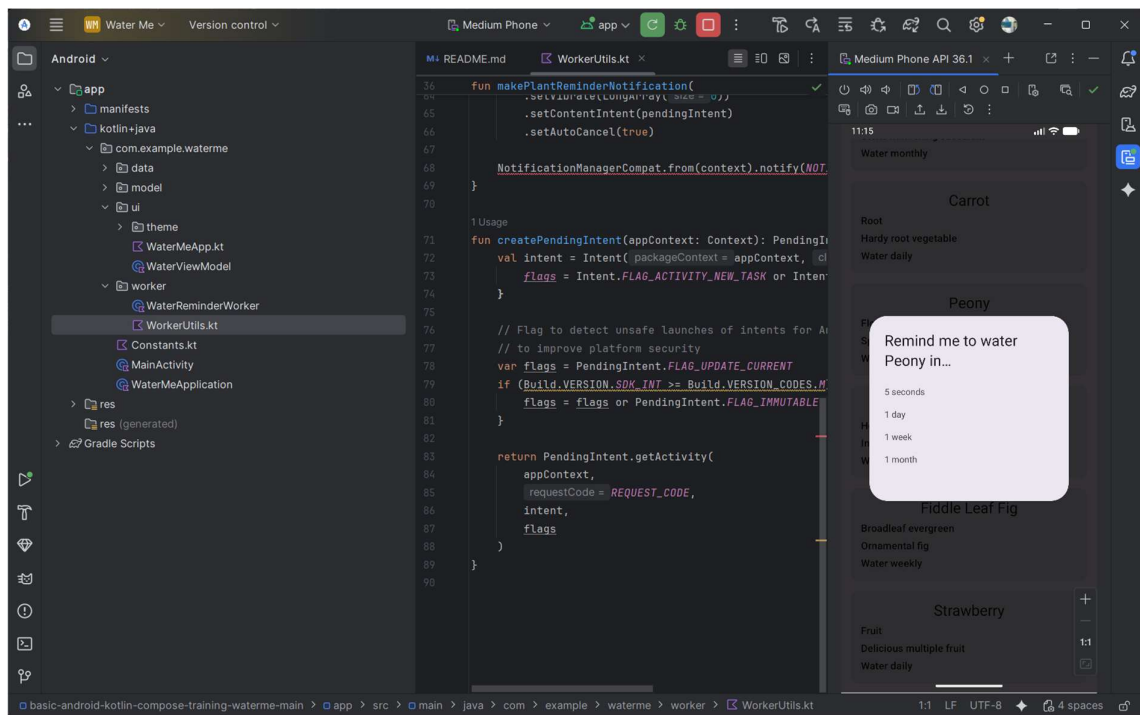 WM Water Me
Version control
Medium Phone
app
Android
app
manifests
kotlin+java
com.example.waterme
data
model
ui
theme
WaterMeApp.kt
WaterViewModel
worker
WaterReminderWorker
WorkerUtils.kt
Constants.kt
MainActivity
WaterMeApplication
res
res (generated)
Gradle Scripts
M↓ README.md
WorkerUtils.kt
36 fun makePlantReminderNotification(
64 .setVibrate(LongArray( size = 0))
65 .setContentIntent(pendingIntent)
66 .setAutoCancel(true)
67
68 NotificationManagerCompat.from(context).notify(NOT
69 }
70
1 Usage
71 fun createPendingIntent(appContext: Context): PendingIn
72 val intent = Intent( packageContext = appContext, cl
73 flags = Intent.FLAG_ACTIVITY_NEW_TASK or Inten
74 }
75
76 // Flag to detect unsafe launches of intents for A
77 // to improve platform security
78 var flags = PendingIntent.FLAG_UPDATE_CURRENT
79 if (Build.VERSION.SDK_INT >= Build.VERSION_CODES.M
80 flags = flags or PendingIntent.FLAG_IMMUTABLE
81 }
82
83 return PendingIntent.getActivity(
84 appContext,
85 requestCode = REQUEST_CODE,
86 intent,
87 flags
88 )
89 }
90
Medium Phone API 36.1
11:15
Water monthly
Carrot
Root
Hardy root vegetable
Water daily
Peony
Remind me to water
Peony in...
5 seconds
1 day
1 week
1 month
Fiddle Leaf Fig
Broadleaf evergreen
Ornamental fig
Water weekly
Strawberry
Fruit
Delicious multiple fruit
Water daily
1:1
basic-android-kotlin-compose-training-waterme-main > app > src > main > java > com > example > waterme > worker > WorkerUtils.kt
1:1 LF UTF-8 4 spaces